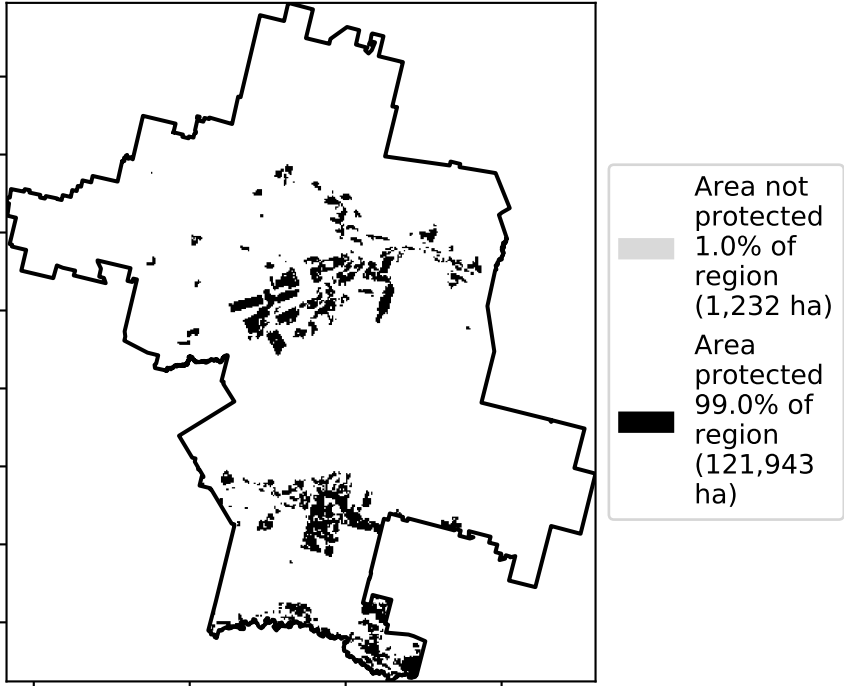 Area not
protected
1.0% of
region
(1,232 ha)
Area
protected
99.0% of
region
(121,943
ha)